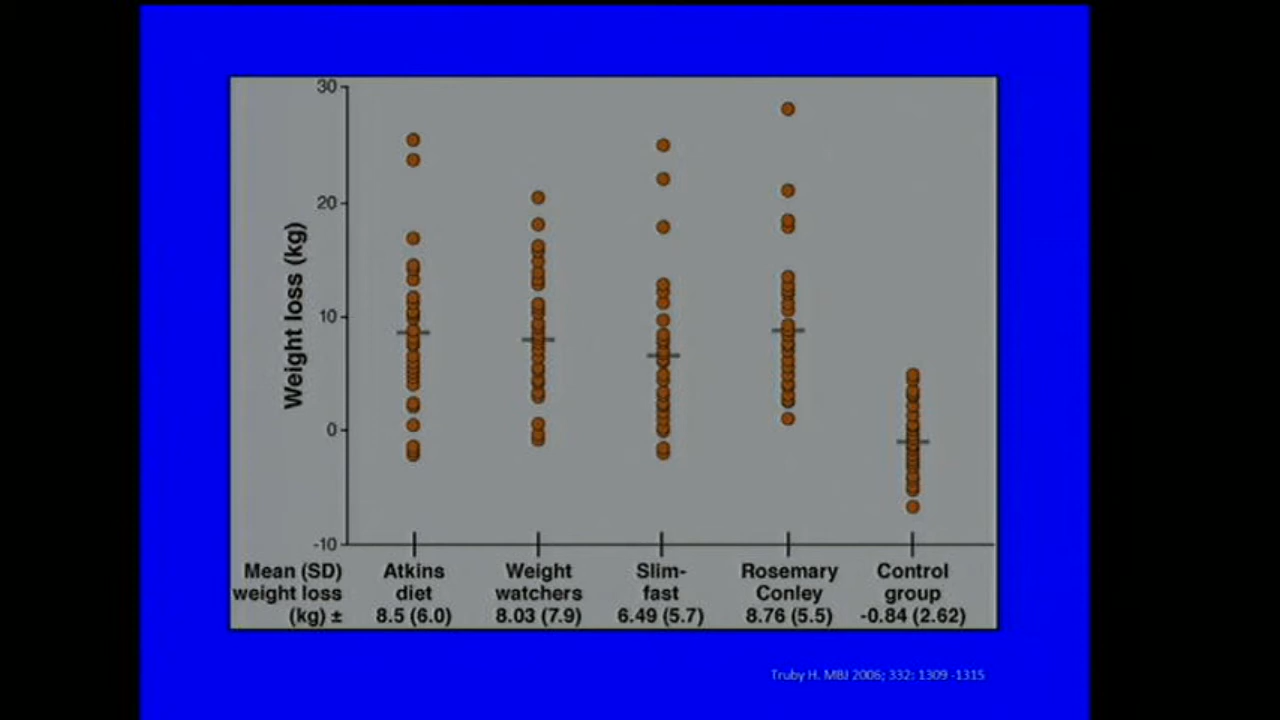 30
20
10
0
-10
Weight loss (kg)
Mean (SD) weight loss (kg) ±
Atkins diet 8.5 (6.0)
Weight watchers 8.03 (7.9)
Slim-fast 6.49 (5.7)
Rosemary Conley 8.76 (5.5)
Control group -0.84 (2.62)
Truby H. MBJ 2006; 332: 1309 -1315